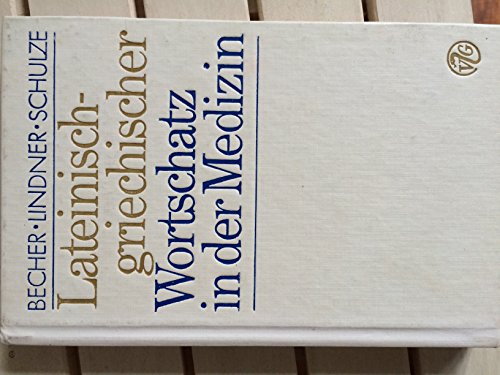 BECHER · LINDNER · SCHULZE
Lateinisch-
griechischer
Wortschatz
in der Medizin